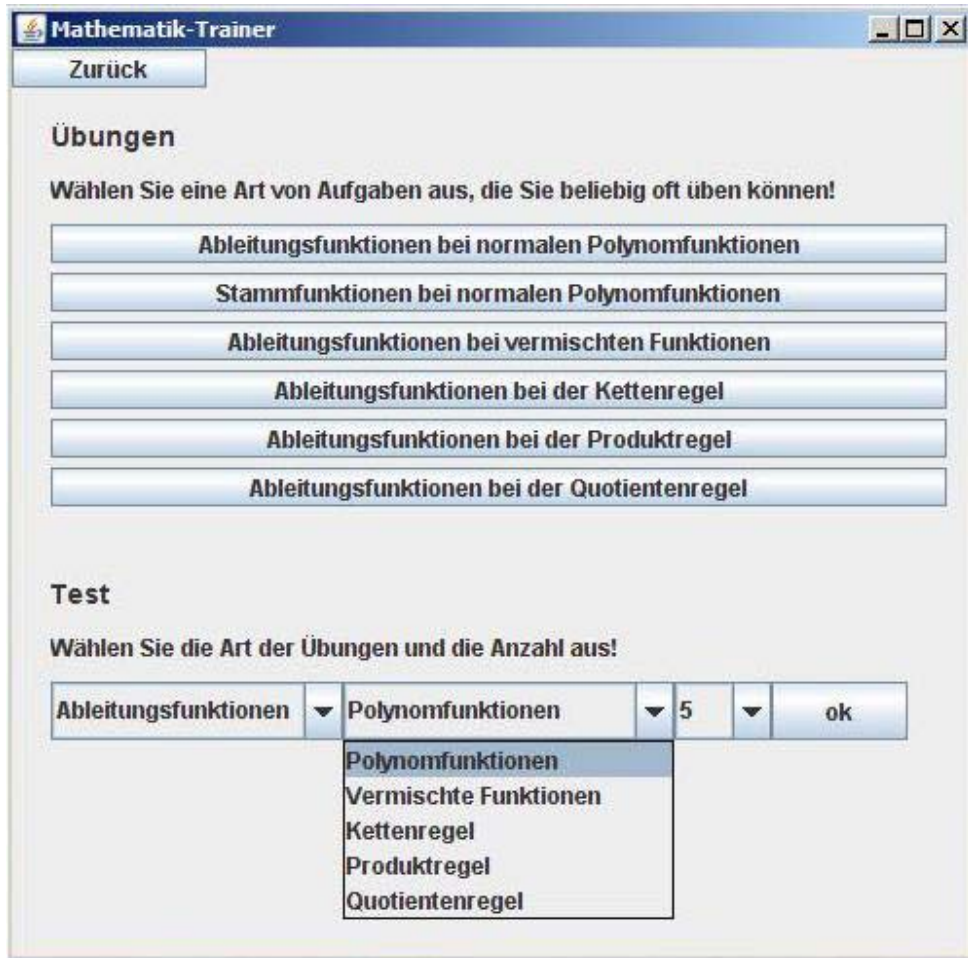 Mathematik-Trainer
Zurück
Übungen
Wählen Sie eine Art von Aufgaben aus, die Sie beliebig oft üben können!
Ableitungsfunktionen bei normalen Polynomfunktionen
Stammfunktionen bei normalen Polynomfunktionen
Ableitungsfunktionen bei vermischten Funktionen
Ableitungsfunktionen bei der Kettenregel
Ableitungsfunktionen bei der Produktregel
Ableitungsfunktionen bei der Quotientenregel
Test
Wählen Sie die Art der Übungen und die Anzahl aus!
Ableitungsfunktionen Polynomfunktionen 5 ok
Polynomfunktionen
Vermischte Funktionen
Kettenregel
Produktregel
Quotientenregel